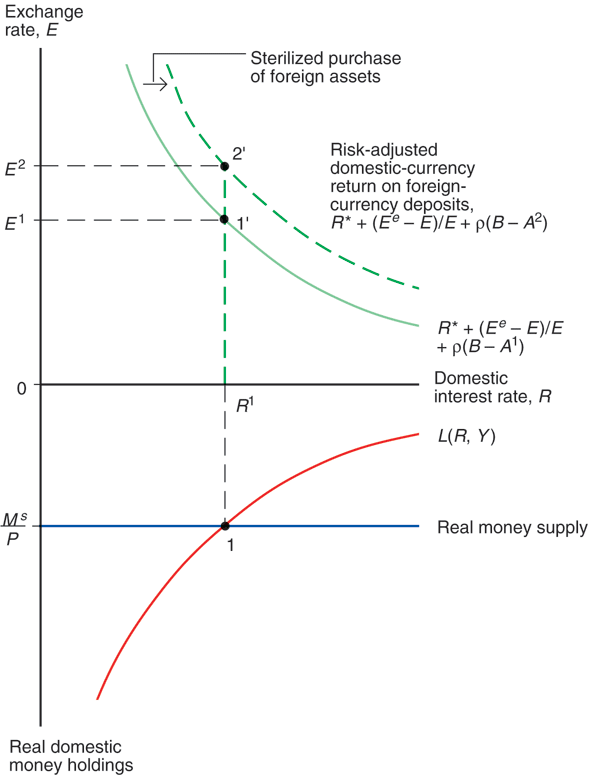 Exchange
rate, E
Sterilized purchase
of foreign assets
Risk-adjusted
domestic-currency
return on foreign-
currency deposits,
R* + (Eᵉ – E)/E + ρ(B – A²)
2'
E²
1'
E¹
R* + (Eᵉ – E)/E
+ ρ(B – A¹)
0
R¹
Domestic
interest rate, R
L(R, Y)
Mˢ
P
1
Real money supply
Real domestic
money holdings